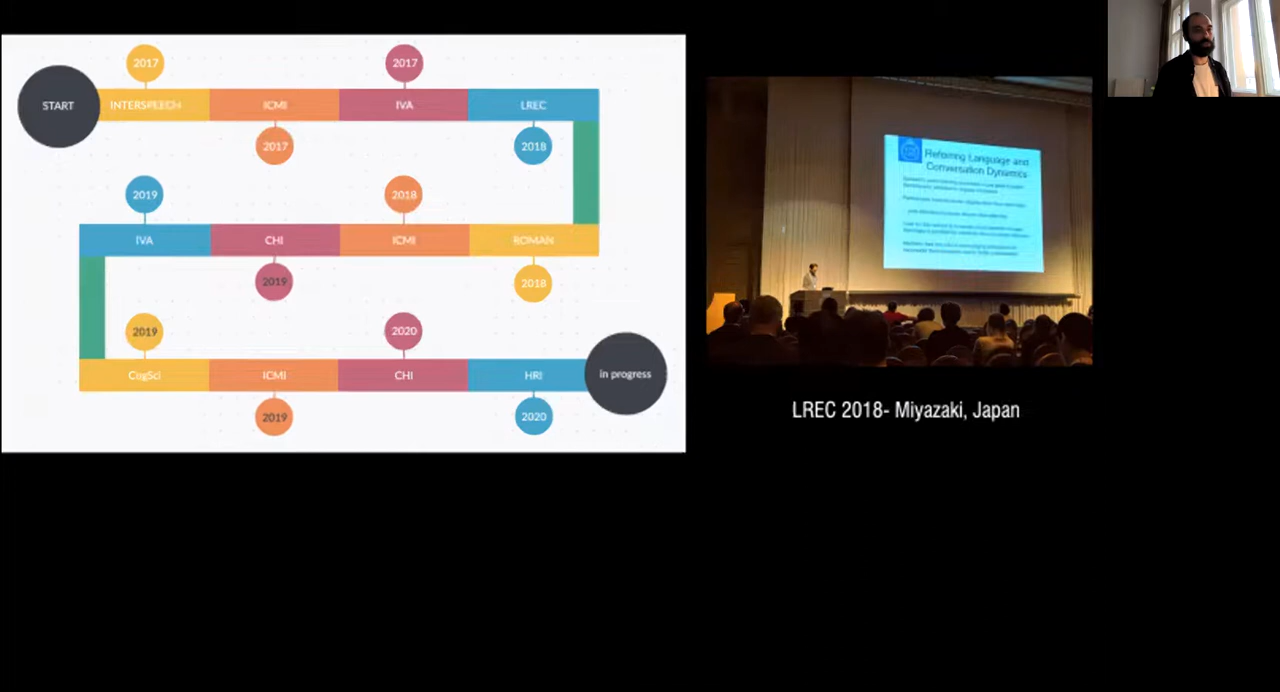 2017
2017
START
INTERSPEECH
ICMI
IVA
LREC
2017
2018
2019
2018
IVA
CHI
ICMI
ROMAN
2019
2018
2019
2020
CogSci
ICMI
CHI
HRI
in progress
2019
2020
Referring Language and
Conversation Dynamics
LREC 2018- Miyazaki, Japan